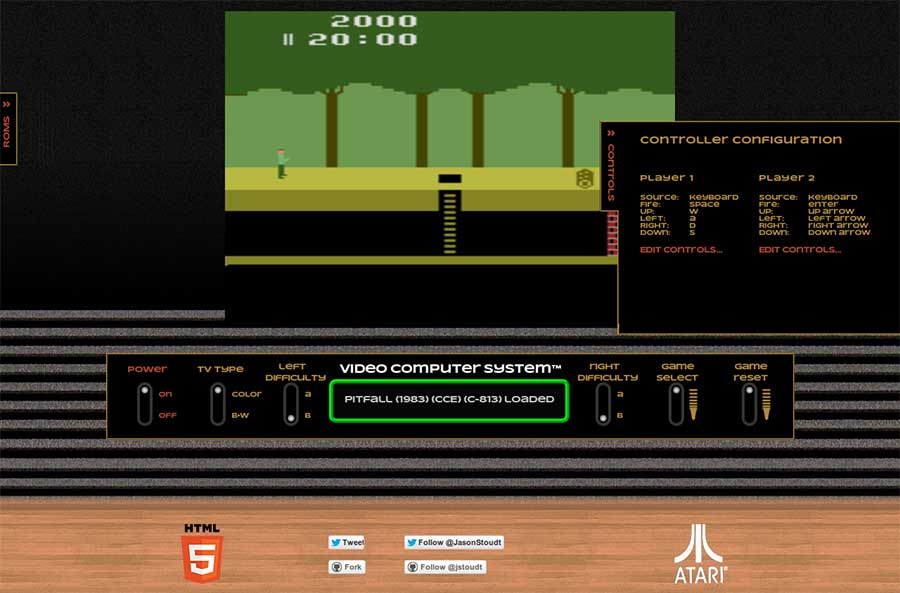 2000
20:00
» ROMS
» CONTROLS
CONTROLLER CONFIGURATION
PLAYER 1 PLAYER 2
SOURCE: KEYBOARD SOURCE: KEYBOARD
FIRE: SPACE FIRE: ENTER
UP: W UP: UP ARROW
LEFT: A LEFT: LEFT ARROW
RIGHT: D RIGHT: RIGHT ARROW
DOWN: S DOWN: DOWN ARROW
EDIT CONTROLS... EDIT CONTROLS...
POWER
ON
OFF
TV TYPE
COLOR
B•W
LEFT
DIFFICULTY
A
B
VIDEO COMPUTER SYSTEM™
PITFALL (1983) (CCE) (C-813) LOADED
RIGHT
DIFFICULTY
A
B
GAME
SELECT
GAME
RESET
HTML
5
Tweet
Follow @JasonStoudt
Fork
Follow @jstoudt
ATARI®